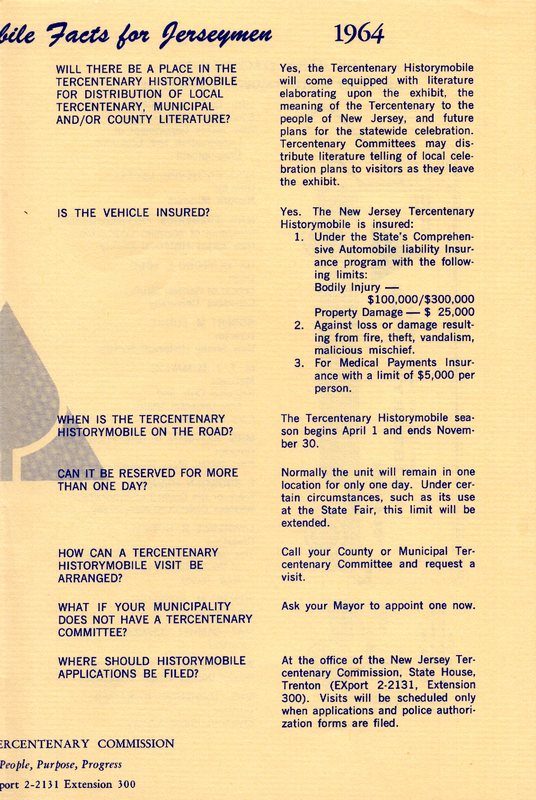 bile Facts for Jerseymen 1964
WILL THERE BE A PLACE IN THE
TERCENTENARY HISTORYMOBILE
FOR DISTRIBUTION OF LOCAL
TERCENTENARY, MUNICIPAL
AND/OR COUNTY LITERATURE?
Yes, the Tercentenary Historymobile
will come equipped with literature
elaborating upon the exhibit, the
meaning of the Tercentenary to the
people of New Jersey, and future
plans for the statewide celebration.
Tercentenary Committees may dis-
tribute literature telling of local cele-
bration plans to visitors as they leave
the exhibit.
IS THE VEHICLE INSURED?
Yes. The New Jersey Tercentenary
Historymobile is insured:
1. Under the State's Comprehen-
sive Automobile liability Insur-
ance program with the follow-
ing limits:
Bodily Injury —
$100,000/$300,000
Property Damage — $ 25,000
2. Against loss or damage result-
ing from fire, theft, vandalism,
malicious mischief.
3. For Medical Payments Insur-
ance with a limit of $5,000 per
person.
WHEN IS THE TERCENTENARY
HISTORYMOBILE ON THE ROAD?
The Tercentenary Historymobile sea-
son begins April 1 and ends Novem-
ber 30.
CAN IT BE RESERVED FOR MORE
THAN ONE DAY?
Normally the unit will remain in one
location for only one day. Under cer-
tain circumstances, such as its use
at the State Fair, this limit will be
extended.
HOW CAN A TERCENTENARY
HISTORYMOBILE VISIT BE
ARRANGED?
Call your County or Municipal Ter-
centenary Committee and request a
visit.
WHAT IF YOUR MUNICIPALITY
DOES NOT HAVE A TERCENTENARY
COMMITTEE?
Ask your Mayor to appoint one now.
WHERE SHOULD HISTORYMOBILE
APPLICATIONS BE FILED?
At the office of the New Jersey Ter-
centenary Commission, State House,
Trenton (EXport 2-2131, Extension
300). Visits will be scheduled only
when applications and police authori-
zation forms are filed.
ERCENTENARY COMMISSION
People, Purpose, Progress
port 2-2131 Extension 300